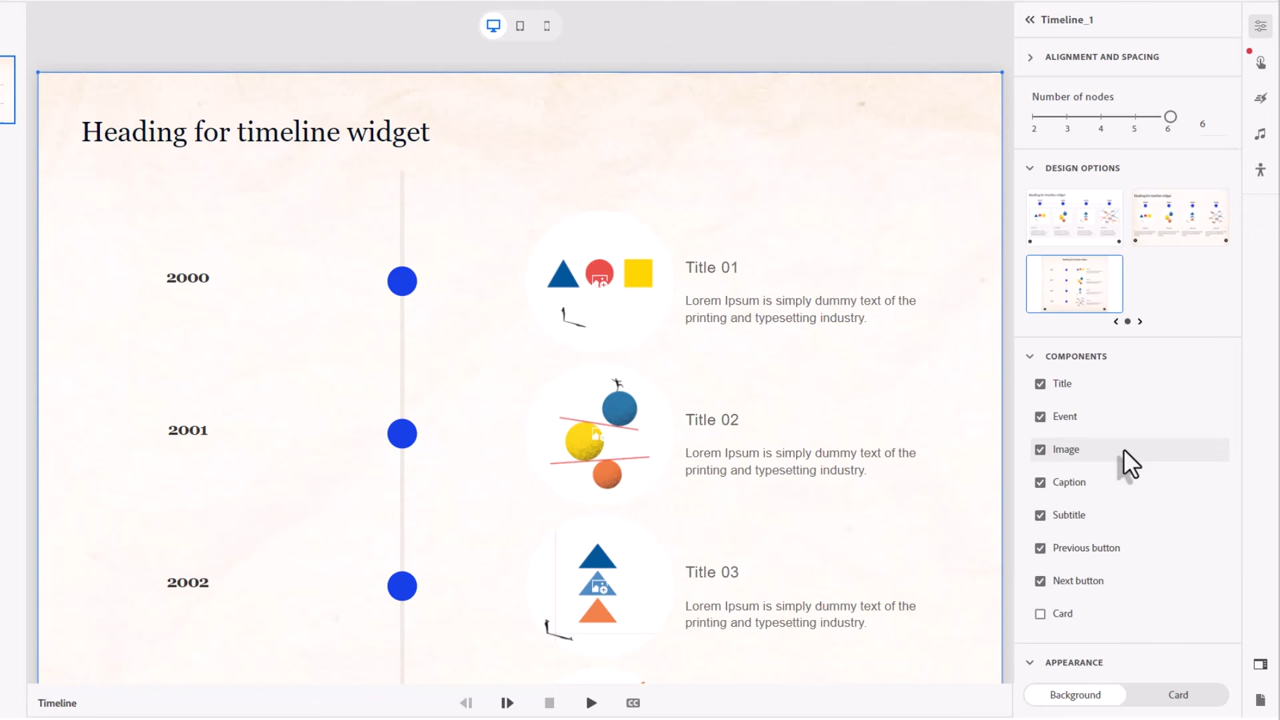 Timeline_1
ALIGNMENT AND SPACING
Number of nodes
6
2 3 4 5 6
DESIGN OPTIONS
COMPONENTS
Title
Event
Image
Caption
Subtitle
Previous button
Next button
Card
APPEARANCE
Background Card
Heading for timeline widget
2000
Title 01
Lorem Ipsum is simply dummy text of the
printing and typesetting industry.
2001
Title 02
Lorem Ipsum is simply dummy text of the
printing and typesetting industry.
2002
Title 03
Lorem Ipsum is simply dummy text of the
printing and typesetting industry.
Timeline
CC